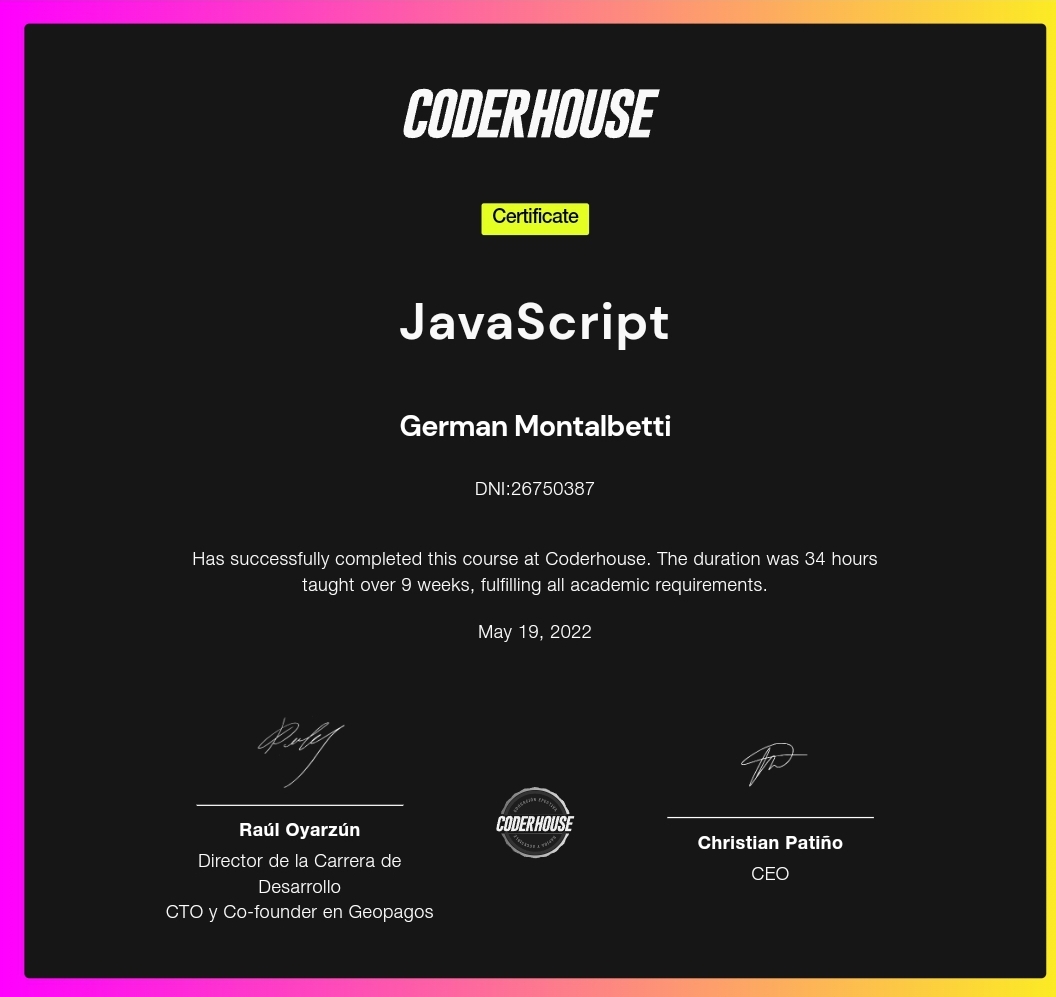 CODERHOUSE
Certificate
JavaScript
German Montalbetti
DNI:26750387
Has successfully completed this course at Coderhouse. The duration was 34 hours
taught over 9 weeks, fulfilling all academic requirements.
May 19, 2022
Raúl Oyarzún
Director de la Carrera de
Desarrollo
CTO y Co-founder en Geopagos
CODERHOUSE
Christian Patiño
CEO